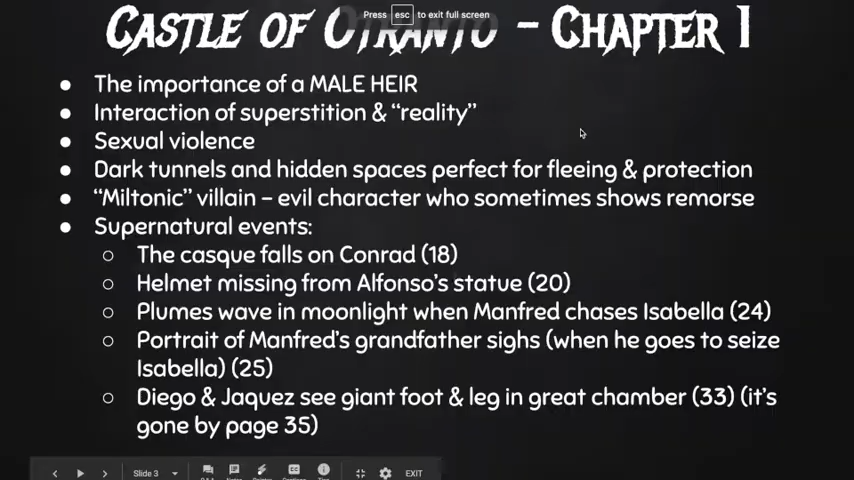 Press esc to exit full screen
CASTLE OF OTRANTO - CHAPTER 1
● The importance of a MALE HEIR
● Interaction of superstition & “reality”
● Sexual violence
● Dark tunnels and hidden spaces perfect for fleeing & protection
● “Miltonic” villain – evil character who sometimes shows remorse
● Supernatural events:
○ The casque falls on Conrad (18)
○ Helmet missing from Alfonso’s statue (20)
○ Plumes wave in moonlight when Manfred chases Isabella (24)
○ Portrait of Manfred’s grandfather sighs (when he goes to seize
Isabella) (25)
○ Diego & Jaquez see giant foot & leg in great chamber (33) (it’s
gone by page 35)
Slide 3 Notes Captions EXIT